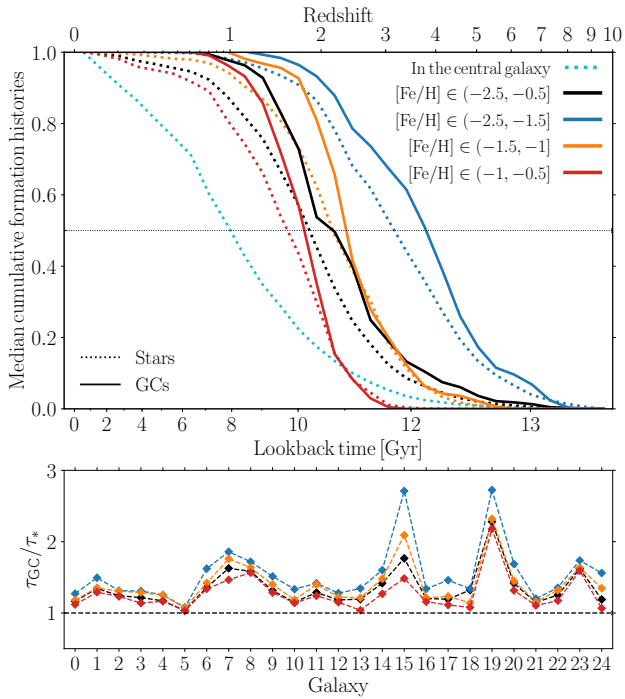 Redshift
0 1 2 3 4 5 6 7 8 9 10
Median cumulative formation histories
1.0
0.8
0.6
0.4
0.2
0.0
In the central galaxy
[Fe/H] ∈ (−2.5, −0.5)
[Fe/H] ∈ (−2.5, −1.5)
[Fe/H] ∈ (−1.5, −1)
[Fe/H] ∈ (−1, −0.5)
Stars
GCs
0 2 4 6 8 10 12 13
Lookback time [Gyr]
τGC/τ*
3
2
1
0 1 2 3 4 5 6 7 8 9 10 11 12 13 14 15 16 17 18 19 20 21 22 23 24
Galaxy